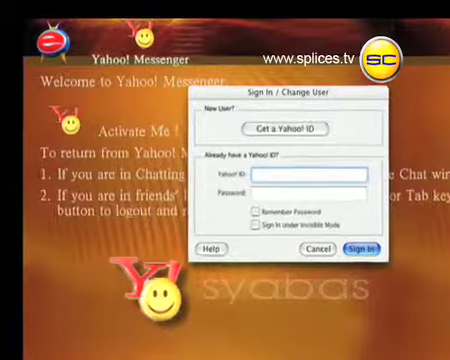 Yahoo! Messenger
www.splices.tv
SC
Welcome to Yahoo! Messenger
Sign In / Change User
New User?
Get a Yahoo! ID
Activate Me !
Already have a Yahoo! ID?
To return from Yahoo! M
Yahoo! ID:
1. If you are in Chatting
e Chat win
Password:
2. If you are in friends' l
or Tab key
button to logout and r
Remember Password
Sign In under Invisible Mode
Help
Cancel
Sign In
Y!
syabas